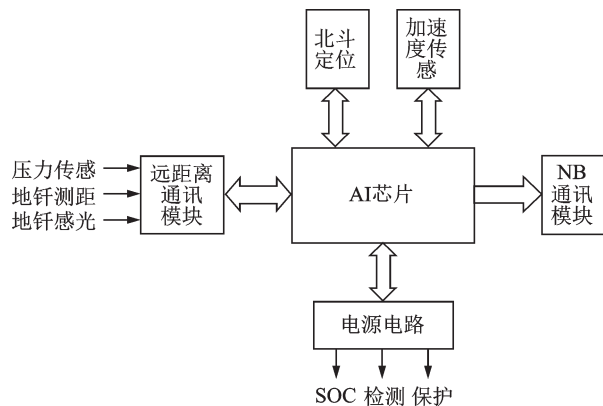 北斗
定位
加速
度传
感
压力传感
地钎测距
地钎感光
远距离
通讯
模块
AI芯片
NB
通讯
模块
电源电路
SOC 检测 保护